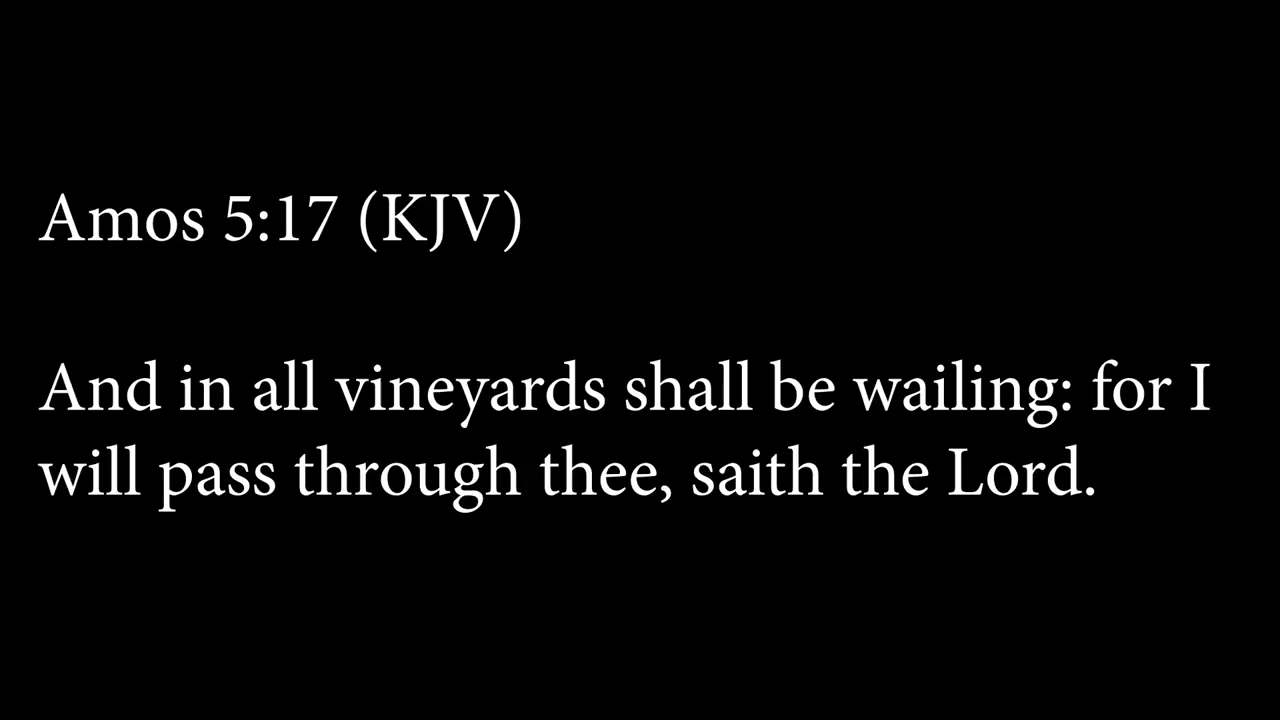 Amos 5:17 (KJV)
And in all vineyards shall be wailing: for I
will pass through thee, saith the Lord.